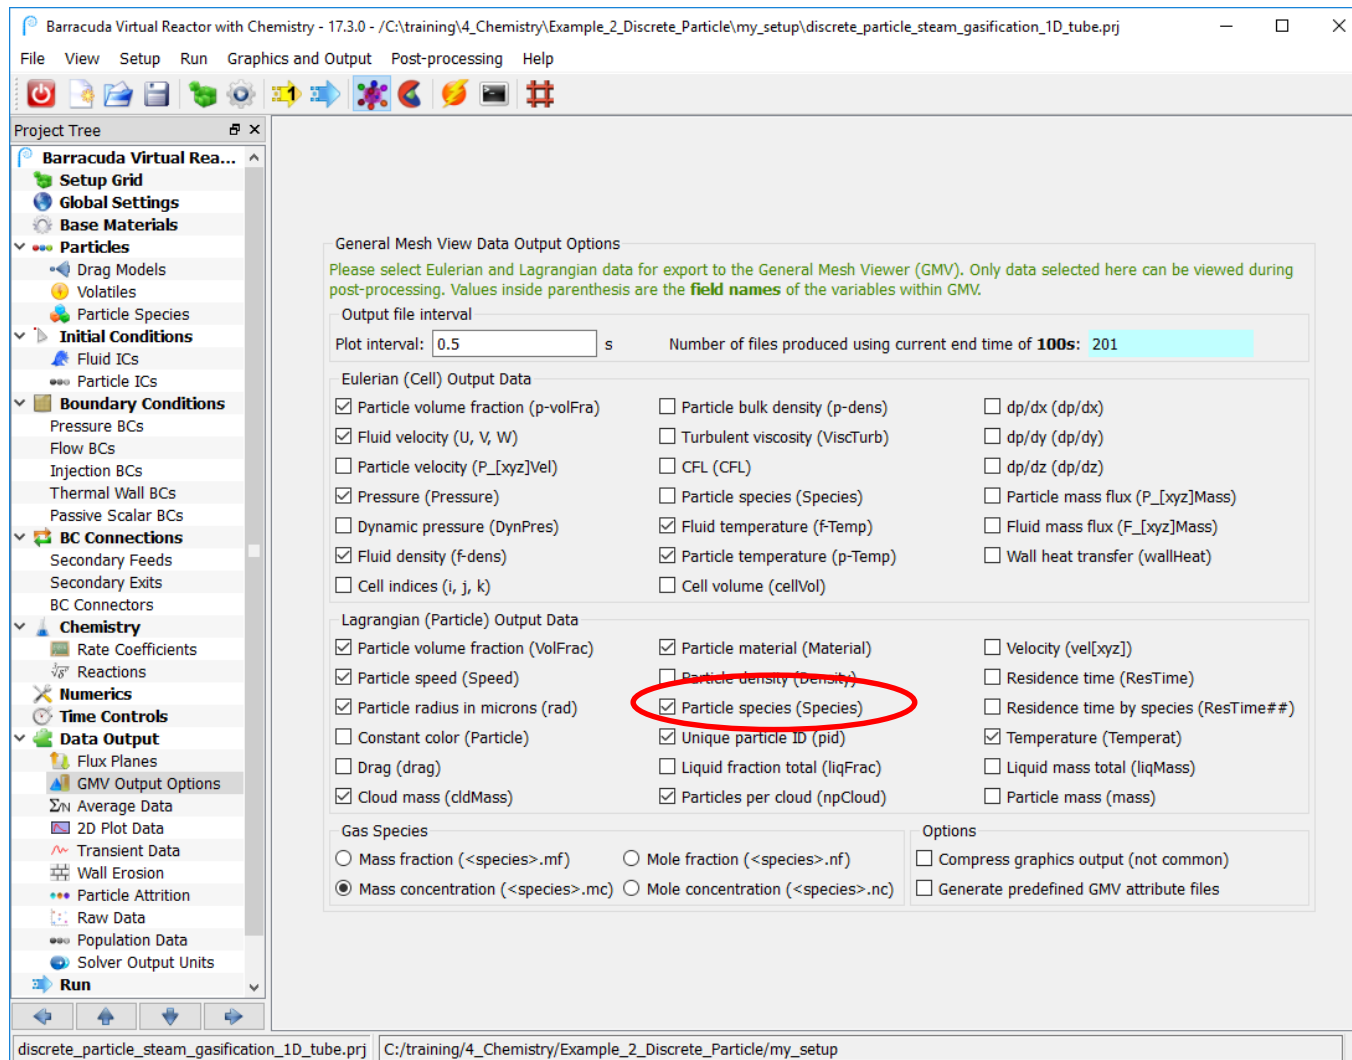 Barracuda Virtual Reactor with Chemistry - 17.3.0 - /C:\training\4_Chemistry\Example_2_Discrete_Particle\my_setup\discrete_particle_steam_gasification_1D_tube.prj
File View Setup Run Graphics and Output Post-processing Help
Project Tree
Barracuda Virtual Rea...
Setup Grid
Global Settings
Base Materials
Particles
Drag Models
Volatiles
Particle Species
Initial Conditions
Fluid ICs
Particle ICs
Boundary Conditions
Pressure BCs
Flow BCs
Injection BCs
Thermal Wall BCs
Passive Scalar BCs
BC Connections
Secondary Feeds
Secondary Exits
BC Connectors
Chemistry
Rate Coefficients
Reactions
Numerics
Time Controls
Data Output
Flux Planes
GMV Output Options
Average Data
2D Plot Data
Transient Data
Wall Erosion
Particle Attrition
Raw Data
Population Data
Solver Output Units
Run
General Mesh View Data Output Options
Please select Eulerian and Lagrangian data for export to the General Mesh Viewer (GMV). Only data selected here can be viewed during
post-processing. Values inside parenthesis are the field names of the variables within GMV.
Output file interval
Plot interval: 0.5 s Number of files produced using current end time of 100s: 201
Eulerian (Cell) Output Data
Particle volume fraction (p-volFra) Particle bulk density (p-dens) dp/dx (dp/dx)
Fluid velocity (U, V, W) Turbulent viscosity (ViscTurb) dp/dy (dp/dy)
Particle velocity (P_[xyz]Vel) CFL (CFL) dp/dz (dp/dz)
Pressure (Pressure) Particle species (Species) Particle mass flux (P_[xyz]Mass)
Dynamic pressure (DynPres) Fluid temperature (f-Temp) Fluid mass flux (F_[xyz]Mass)
Fluid density (f-dens) Particle temperature (p-Temp) Wall heat transfer (wallHeat)
Cell indices (i, j, k) Cell volume (cellVol)
Lagrangian (Particle) Output Data
Particle volume fraction (VolFrac) Particle material (Material) Velocity (vel[xyz])
Particle speed (Speed) Particle density (Density) Residence time (ResTime)
Particle radius in microns (rad) Particle species (Species) Residence time by species (ResTime##)
Constant color (Particle) Unique particle ID (pid) Temperature (Temperat)
Drag (drag) Liquid fraction total (liqFrac) Liquid mass total (liqMass)
Cloud mass (cldMass) Particles per cloud (npCloud) Particle mass (mass)
Gas Species Options
Mass fraction (<species>.mf) Mole fraction (<species>.nf) Compress graphics output (not common)
Mass concentration (<species>.mc) Mole concentration (<species>.nc) Generate predefined GMV attribute files
discrete_particle_steam_gasification_1D_tube.prj C:/training/4_Chemistry/Example_2_Discrete_Particle/my_setup